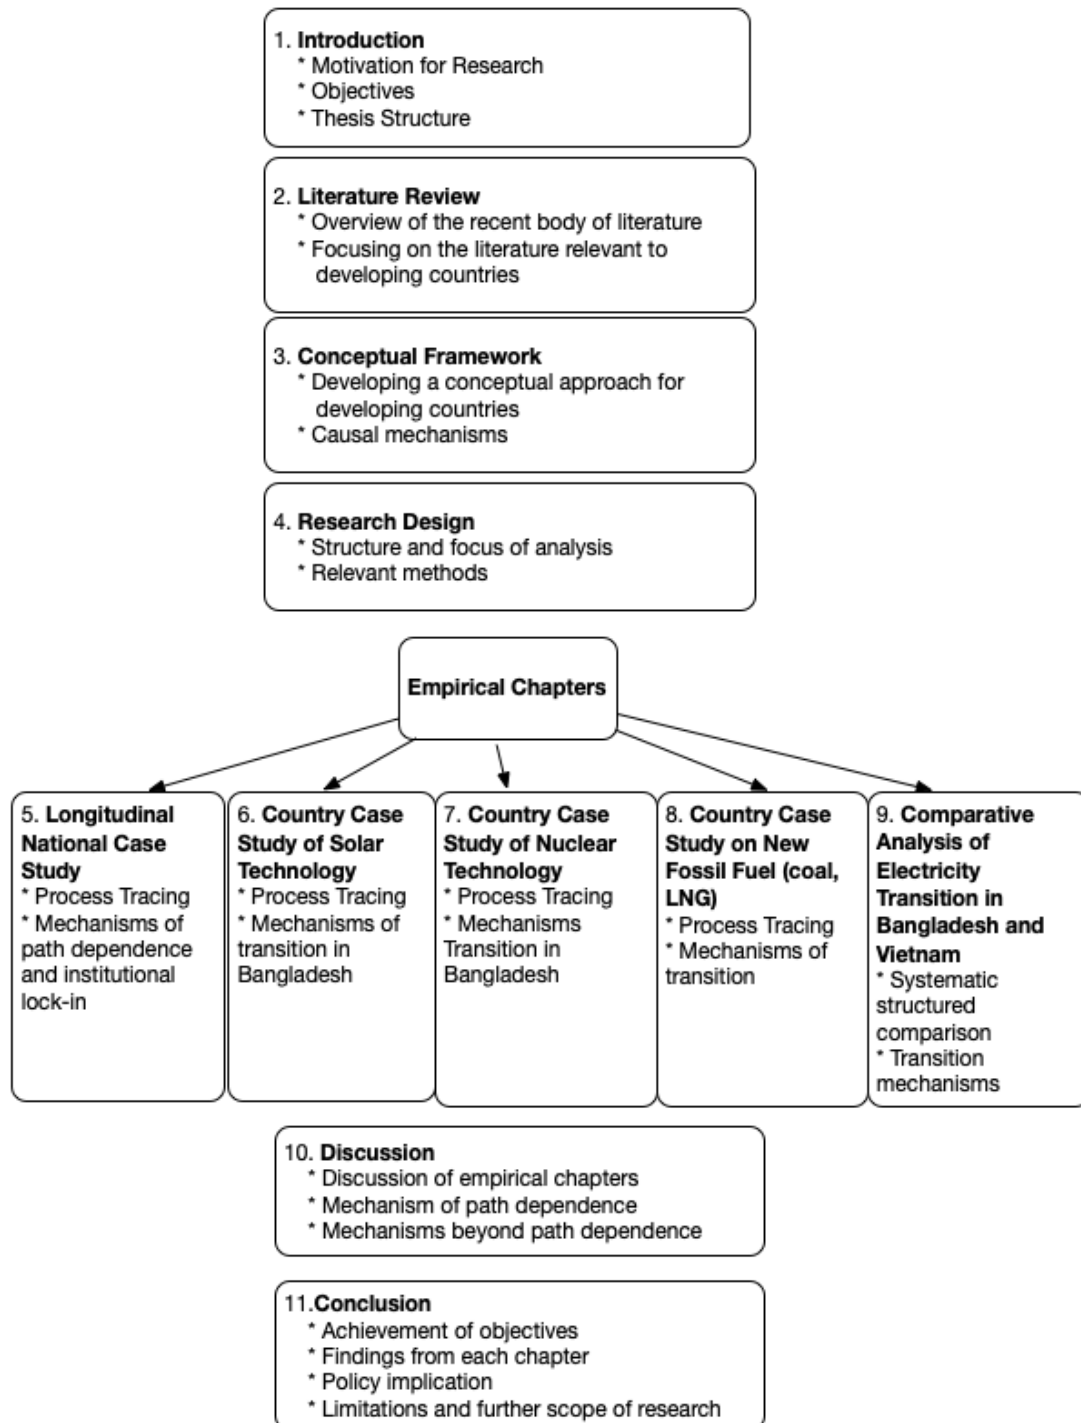 1. Introduction
* Motivation for Research
* Objectives
* Thesis Structure
2. Literature Review
* Overview of the recent body of literature
* Focusing on the literature relevant to
developing countries
3. Conceptual Framework
* Developing a conceptual approach for
developing countries
* Causal mechanisms
4. Research Design
* Structure and focus of analysis
* Relevant methods
Empirical Chapters
5. Longitudinal
National Case
Study
* Process Tracing
* Mechanisms of
path dependence
and institutional
lock-in
6. Country Case
Study of Solar
Technology
* Process Tracing
* Mechanisms of
transition in
Bangladesh
7. Country Case
Study of Nuclear
Technology
* Process Tracing
* Mechanisms
Transition in
Bangladesh
8. Country Case
Study on New
Fossil Fuel (coal,
LNG)
* Process Tracing
* Mechanisms of
transition
9. Comparative
Analysis of
Electricity
Transition in
Bangladesh and
Vietnam
* Systematic
structured
comparison
* Transition
mechanisms
10. Discussion
* Discussion of empirical chapters
* Mechanism of path dependence
* Mechanisms beyond path dependence
11.Conclusion
* Achievement of objectives
* Findings from each chapter
* Policy implication
* Limitations and further scope of research